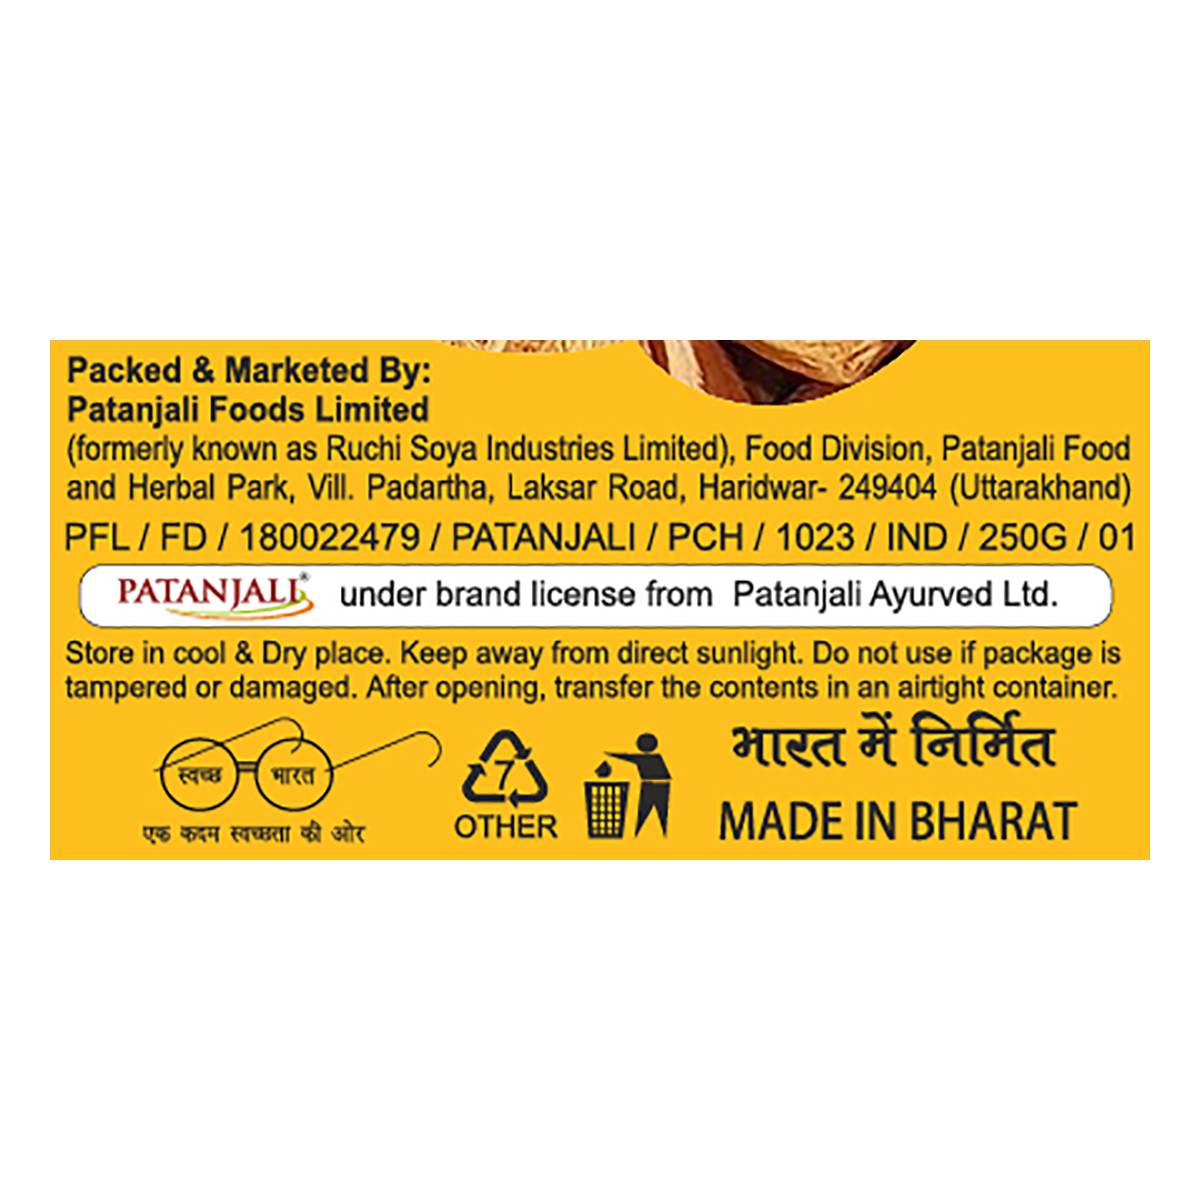 Packed & Marketed By:
Patanjali Foods Limited
(formerly known as Ruchi Soya Industries Limited), Food Division, Patanjali Food
and Herbal Park, Vill. Padartha, Laksar Road, Haridwar- 249404 (Uttarakhand)
PFL / FD / 180022479 / PATANJALI / PCH / 1023 / IND / 250G / 01
PATANJALI® under brand license from Patanjali Ayurved Ltd.
Store in cool & Dry place. Keep away from direct sunlight. Do not use if package is
tampered or damaged. After opening, transfer the contents in an airtight container.
स्वच्छ भारत
एक कदम स्वच्छता की ओर
7
OTHER
भारत में निर्मित
MADE IN BHARAT